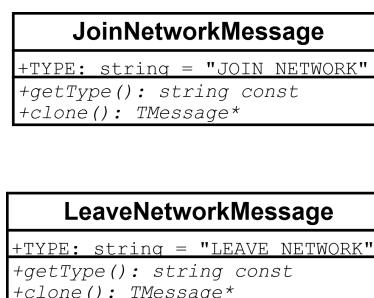 JoinNetworkMessage
+TYPE: string = "JOIN NETWORK"
+getType(): string const
+clone(): TMessage*
LeaveNetworkMessage
+TYPE: string = "LEAVE NETWORK"
+getType(): string const
+clone(): TMessage*